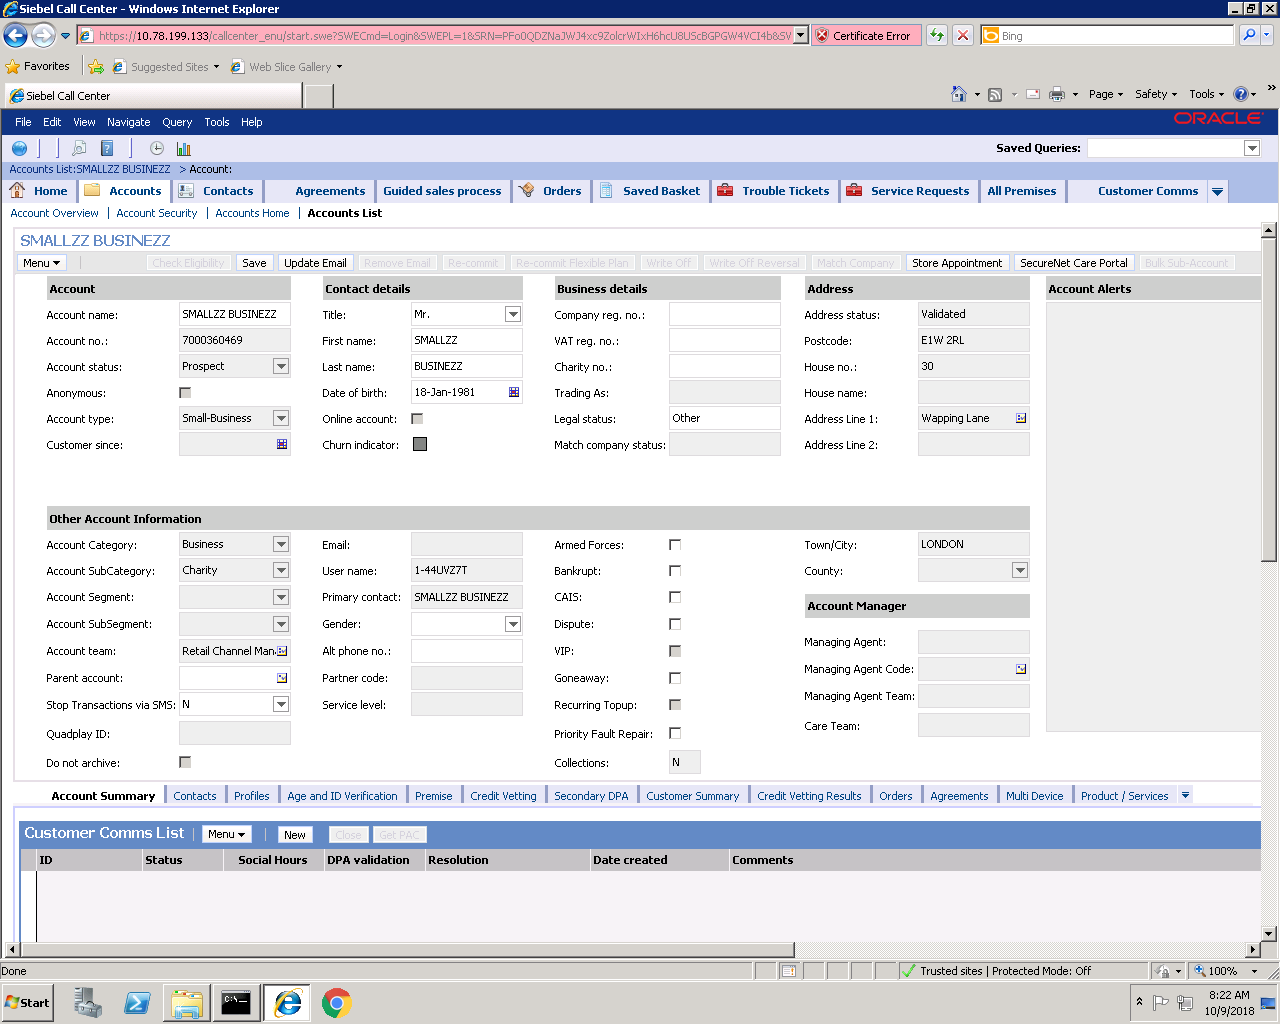 Siebel Call Center - Windows Internet Explorer
https://10.78.199.133/callcenter_enu/start.swe?SWECmd=Login&SWEPL=1&SRN=
Certificate Error
Bing
Favorites Suggested Sites Web Slice Gallery
Siebel Call Center
Page Safety Tools
File Edit View Navigate Query Tools Help
ORACLE
Saved Queries:
Accounts List:SMALLZZ BUSINEZZ > Account:
Home Accounts Contacts Agreements Guided sales process Orders Saved Basket Trouble Tickets Service Requests All Premises Customer Comms
Account Overview | Account Security | Accounts Home | Accounts List
SMALLZZ BUSINEZZ
Menu Check Eligibility Save Update Email Remove Email Re-commit Re-commit Flexible Plan Write Off Write Off Reversal Match Company Store Appointment SecureNet Care Portal Bulk Sub-Account
Account Contact details Business details Address Account Alerts
Account name: SMALLZZ BUSINEZZ Title: Mr. Company reg. no.: Address status: Validated
Account no.: 7000360469 First name: SMALLZZ VAT reg. no.: Postcode: E1W 2RL
Account status: Prospect Last name: BUSINEZZ Charity no.: House no.: 30
Anonymous: Date of birth: 18-Jan-1981 Trading As: House name:
Account type: Small-Business Online account: Legal status: Other Address Line 1: Wapping Lane
Customer since: Churn indicator: Match company status: Address Line 2:
Other Account Information
Account Category: Business Email: Armed Forces: Town/City: LONDON
Account SubCategory: Charity User name: 1-44UVZ7T Bankrupt: County:
Account Segment: Primary contact: SMALLZZ BUSINEZZ CAIS: Account Manager
Account SubSegment: Gender: Dispute:
Account team: Retail Channel Man Alt phone no.: VIP: Managing Agent:
Parent account: Partner code: Goneaway: Managing Agent Code:
Stop Transactions via SMS: N Service level: Recurring Topup: Managing Agent Team:
Quadplay ID: Priority Fault Repair: Care Team:
Do not archive: Collections: N
Account Summary Contacts Profiles Age and ID Verification Premise Credit Vetting Secondary DPA Customer Summary Credit Vetting Results Orders Agreements Multi Device Product / Services
Customer Comms List Menu New Close Get PAC
ID Status Social Hours DPA validation Resolution Date created Comments
Done Trusted sites | Protected Mode: Off 100%
Start 8:22 AM
10/9/2018